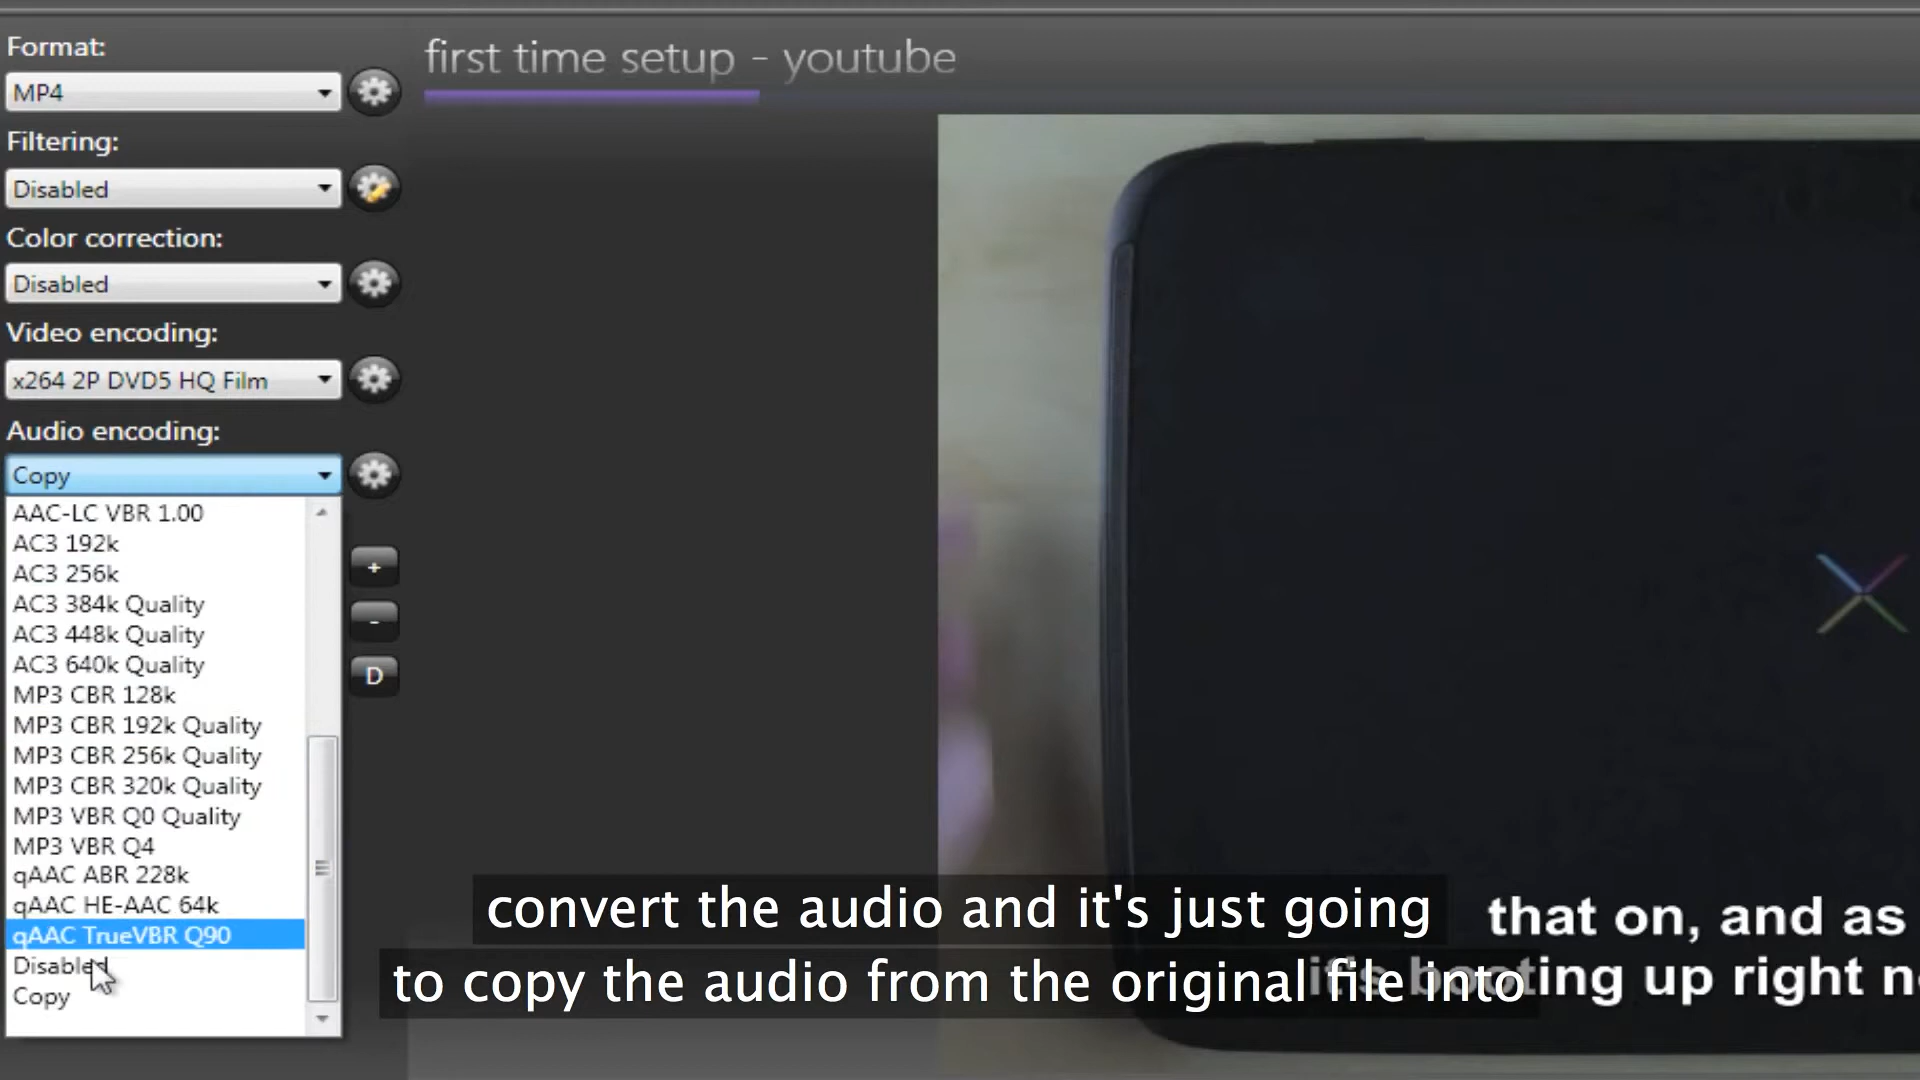 Format:
MP4
Filtering:
Disabled
Color correction:
Disabled
Video encoding:
x264 2P DVD5 HQ Film
Audio encoding:
Copy
AAC-LC VBR 1.00
AC3 192k
AC3 256k
AC3 384k Quality
AC3 448k Quality
AC3 640k Quality
MP3 CBR 128k
MP3 CBR 192k Quality
MP3 CBR 256k Quality
MP3 CBR 320k Quality
MP3 VBR Q0 Quality
MP3 VBR Q4
qAAC ABR 228k
qAAC HE-AAC 64k
qAAC TrueVBR Q90
Disabled
Copy
+
-
D
first time setup - youtube
convert the audio and it's just going
to copy the audio from the original file into
that on, and as
it's booting up right